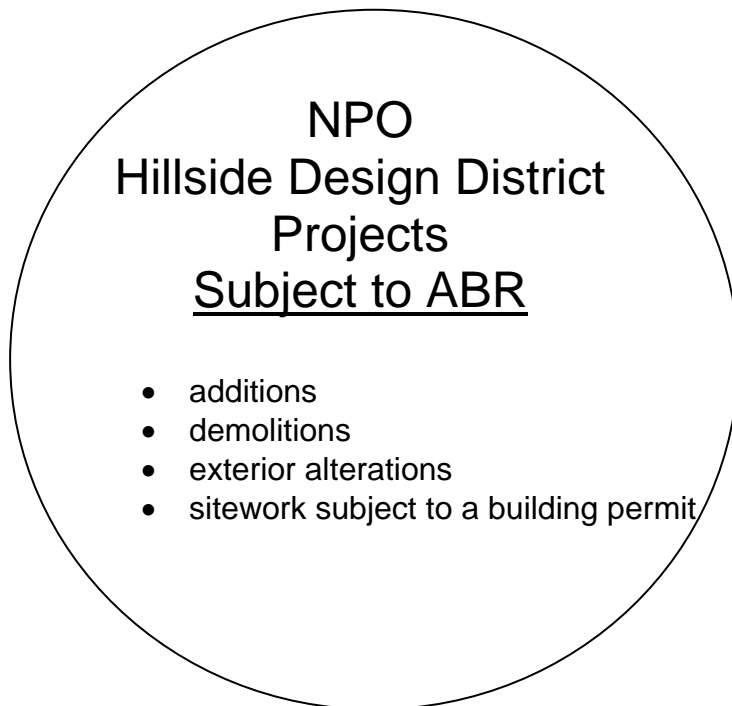 NPO
Hillside Design District
Projects
Subject to ABR
• additions
• demolitions
• exterior alterations
• sitework subject to a building permit